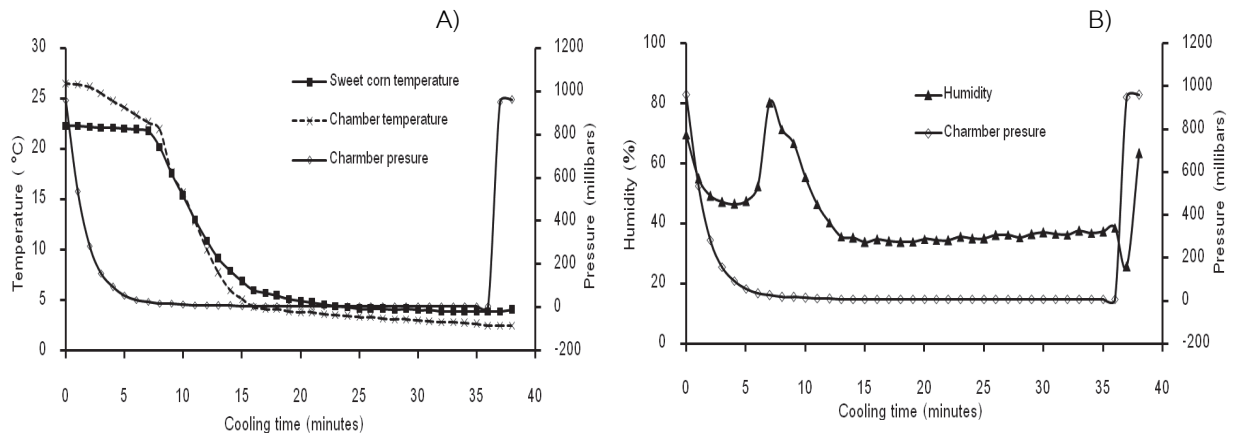 A)
30
25
20
15
10
5
0
Temperature ( °C)
1200
1000
800
600
400
200
0
-200
Pressure (millibars)
Sweet corn temperature
Chamber temperature
Charmber presure
0 5 10 15 20 25 30 35 40
Cooling time (minutes)
B)
100
80
60
40
20
0
Humidity (%)
1200
1000
800
600
400
200
0
-200
Pressure (millibars)
Humidity
Charmber presure
0 5 10 15 20 25 30 35 40
Cooling time (minutes)